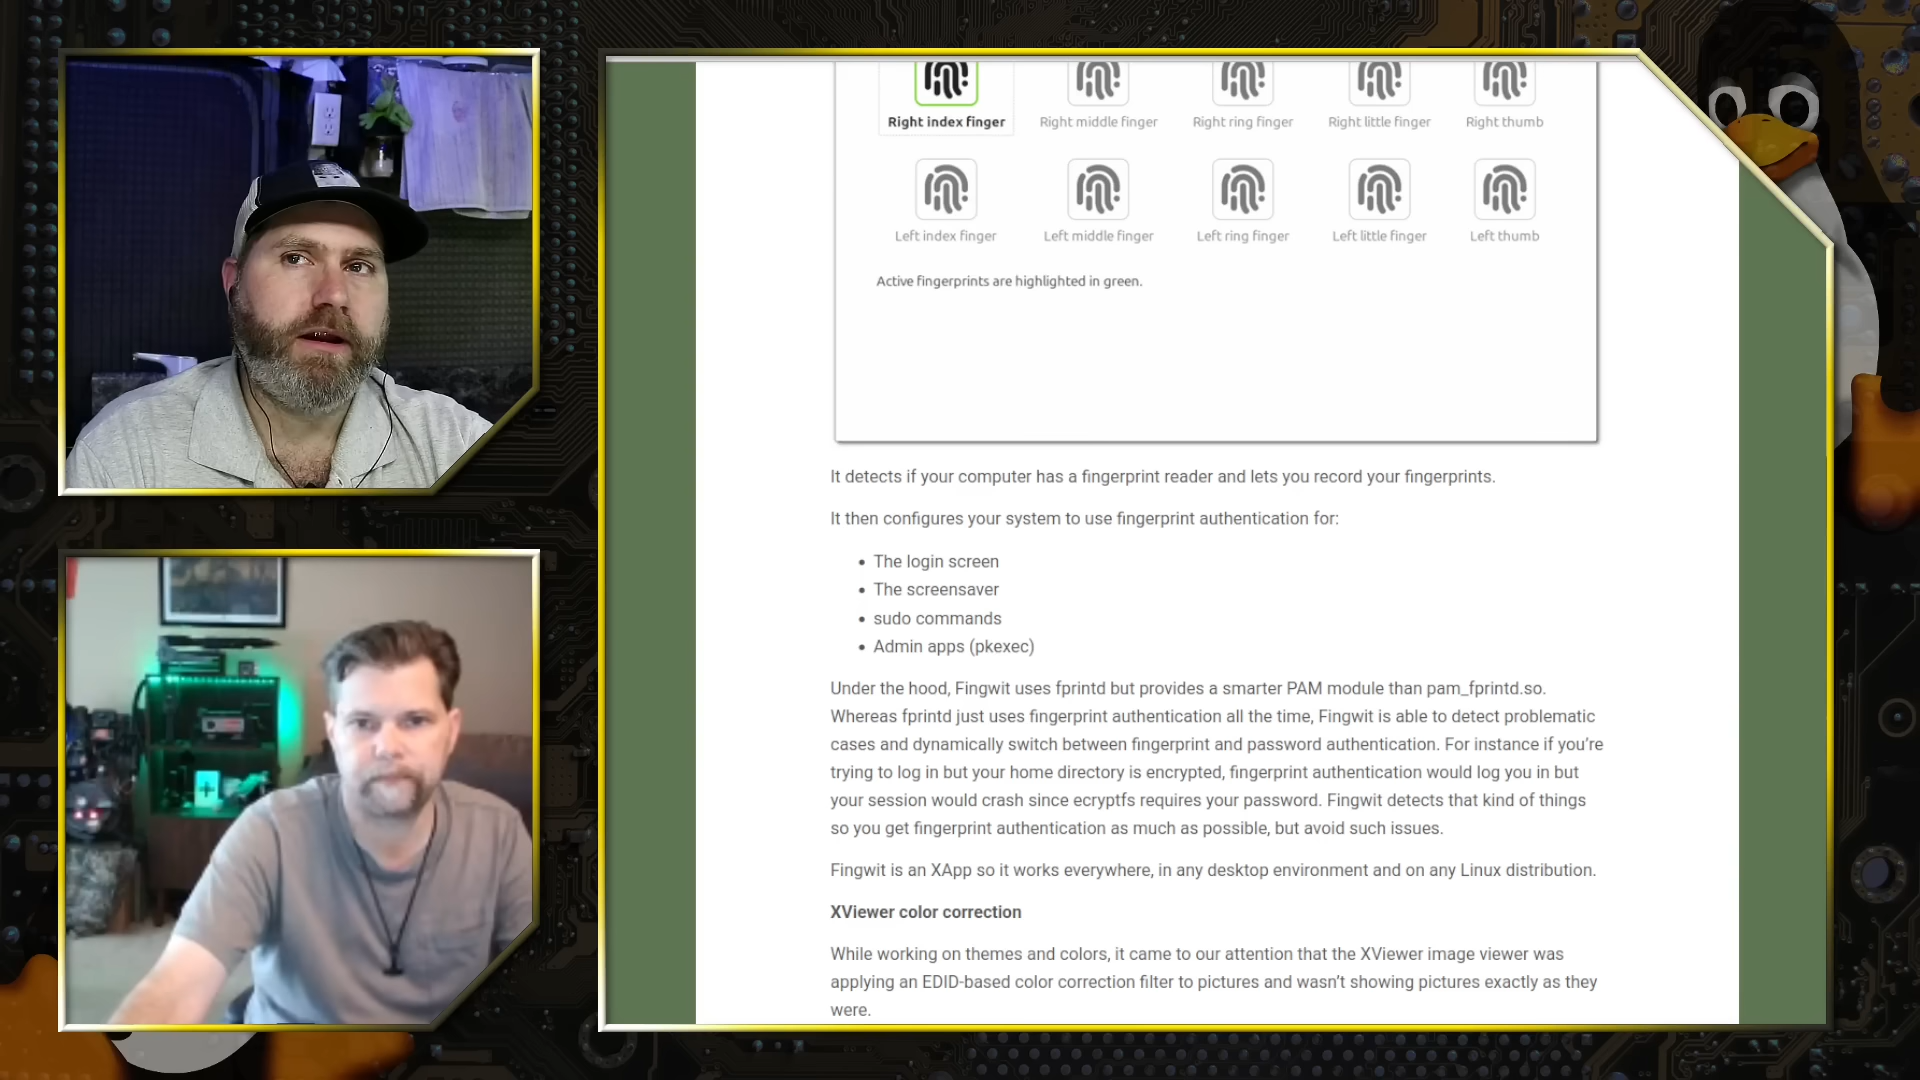 Right index finger Right middle finger Right ring finger Right little finger Right thumb
Left index finger Left middle finger Left ring finger Left little finger Left thumb
Active fingerprints are highlighted in green.
It detects if your computer has a fingerprint reader and lets you record your fingerprints.
It then configures your system to use fingerprint authentication for:
• The login screen
• The screensaver
• sudo commands
• Admin apps (pkexec)
Under the hood, Fingwit uses fprintd but provides a smarter PAM module than pam_fprintd.so.
Whereas fprintd just uses fingerprint authentication all the time, Fingwit is able to detect problematic
cases and dynamically switch between fingerprint and password authentication. For instance if you’re
trying to log in but your home directory is encrypted, fingerprint authentication would log you in but
your session would crash since ecryptfs requires your password. Fingwit detects that kind of things
so you get fingerprint authentication as much as possible, but avoid such issues.
Fingwit is an XApp so it works everywhere, in any desktop environment and on any Linux distribution.
XViewer color correction
While working on themes and colors, it came to our attention that the XViewer image viewer was
applying an EDID-based color correction filter to pictures and wasn’t showing pictures exactly as they
were.